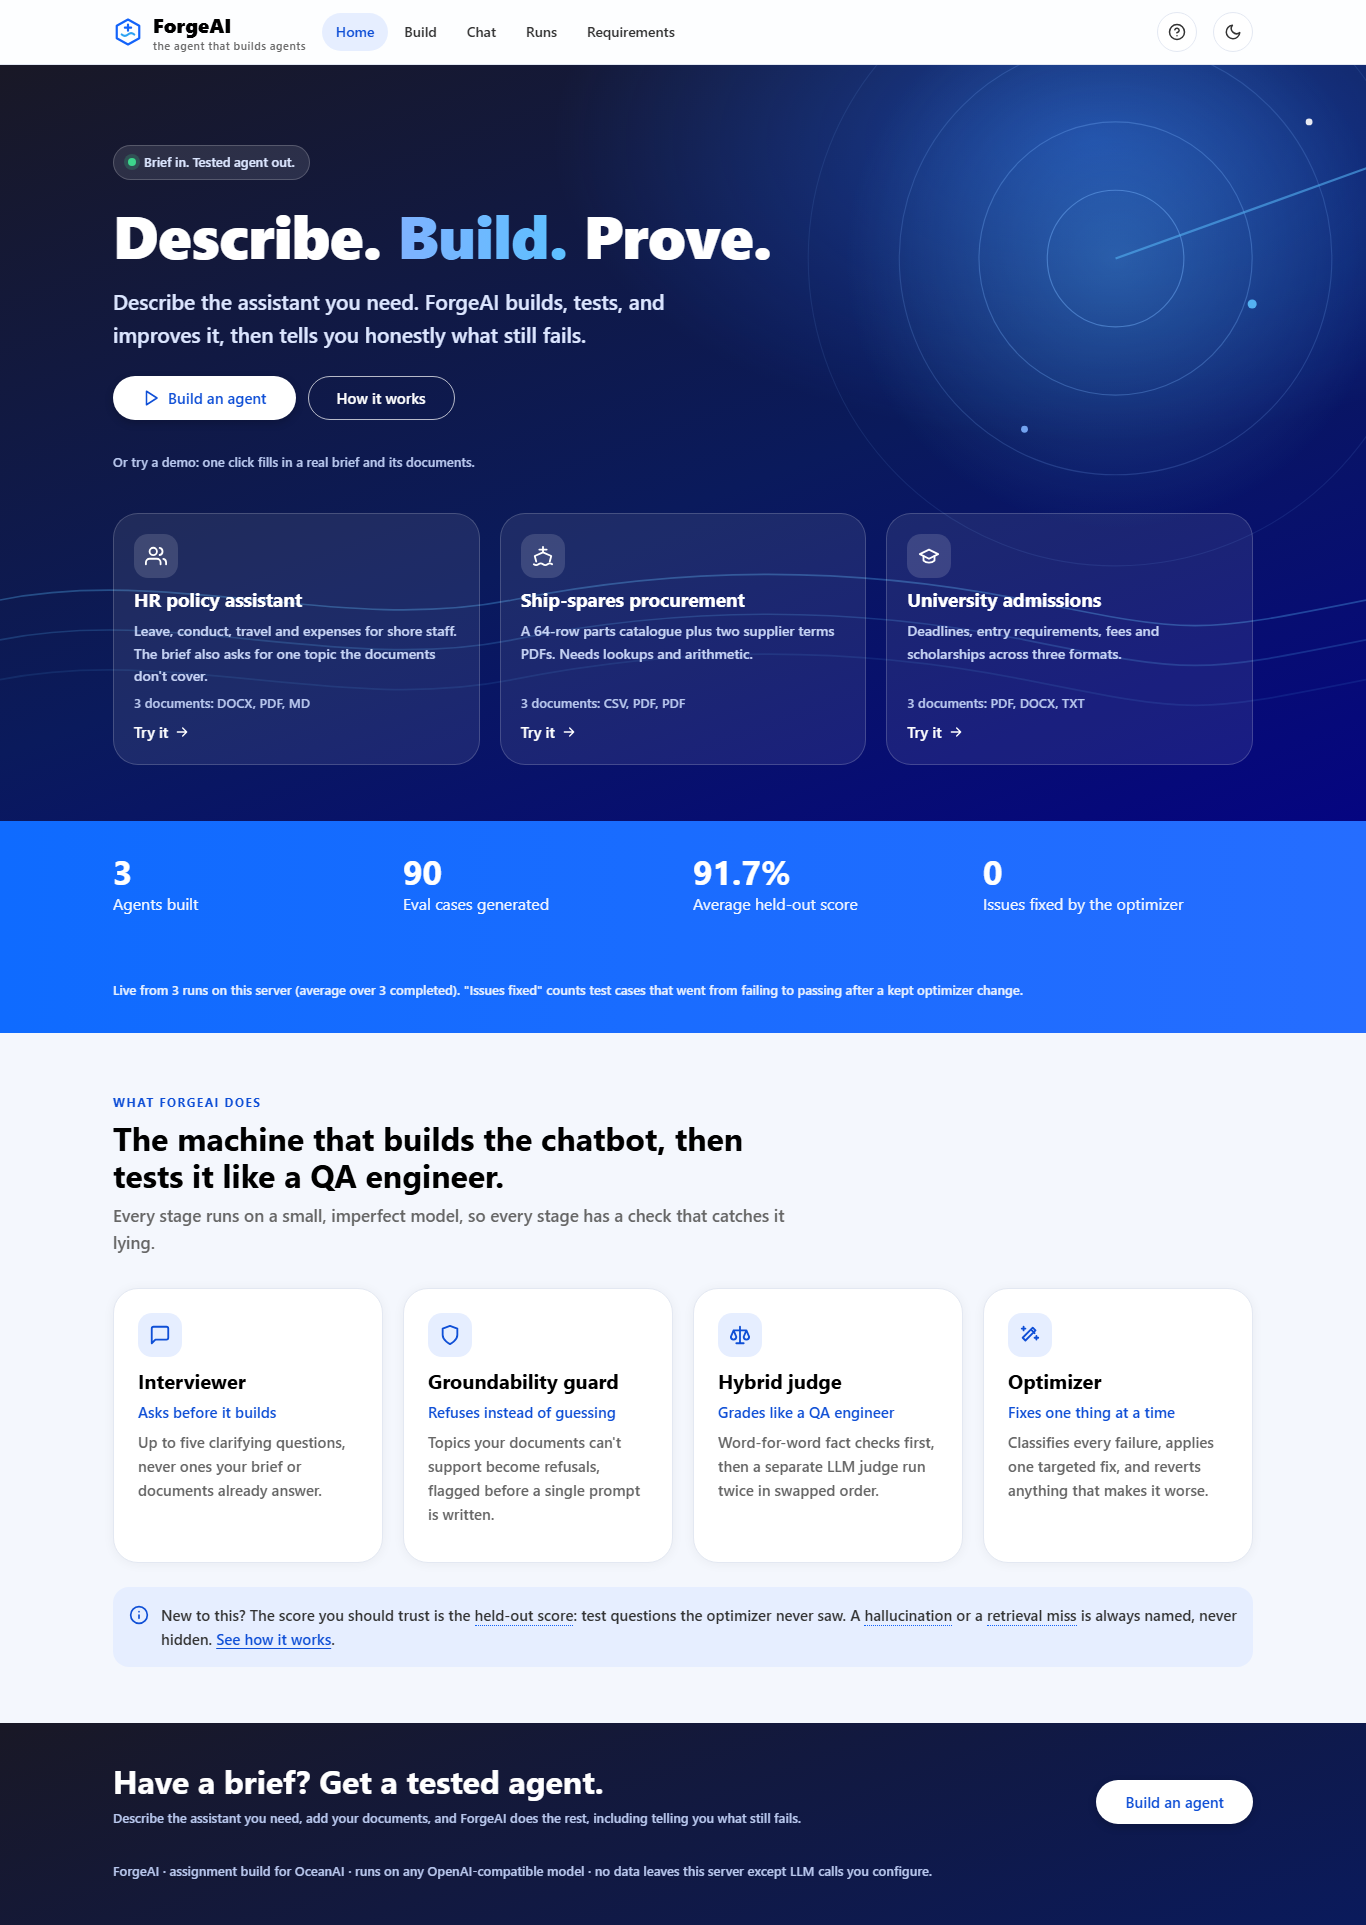 ForgeAI
the agent that builds agents
Home
Build
Chat
Runs
Requirements
Brief in. Tested agent out.
Describe. Build. Prove.
Describe the assistant you need. ForgeAI builds, tests, and
improves it, then tells you honestly what still fails.
Build an agent
How it works
Or try a demo: one click fills in a real brief and its documents.
HR policy assistant
Leave, conduct, travel and expenses for shore staff.
The brief also asks for one topic the documents
don't cover.
3 documents: DOCX, PDF, MD
Try it →
Ship-spares procurement
A 64-row parts catalogue plus two supplier terms
PDFs. Needs lookups and arithmetic.
3 documents: CSV, PDF, PDF
Try it →
University admissions
Deadlines, entry requirements, fees and
scholarships across three formats.
3 documents: PDF, DOCX, TXT
Try it →
3
Agents built
90
Eval cases generated
91.7%
Average held-out score
0
Issues fixed by the optimizer
Live from 3 runs on this server (average over 3 completed). "Issues fixed" counts test cases that went from failing to passing after a kept optimizer change.
WHAT FORGEAI DOES
The machine that builds the chatbot, then
tests it like a QA engineer.
Every stage runs on a small, imperfect model, so every stage has a check that catches it
lying.
Interviewer
Asks before it builds
Up to five clarifying questions,
never ones your brief or
documents already answer.
Groundability guard
Refuses instead of guessing
Topics your documents can't
support become refusals,
flagged before a single prompt
is written.
Hybrid judge
Grades like a QA engineer
Word-for-word fact checks first,
then a separate LLM judge run
twice in swapped order.
Optimizer
Fixes one thing at a time
Classifies every failure, applies
one targeted fix, and reverts
anything that makes it worse.
New to this? The score you should trust is the held-out score: test questions the optimizer never saw. A hallucination or a retrieval miss is always named, never
hidden. See how it works.
Have a brief? Get a tested agent.
Describe the assistant you need, add your documents, and ForgeAI does the rest, including telling you what still fails.
Build an agent
ForgeAI · assignment build for OceanAI · runs on any OpenAI-compatible model · no data leaves this server except LLM calls you configure.